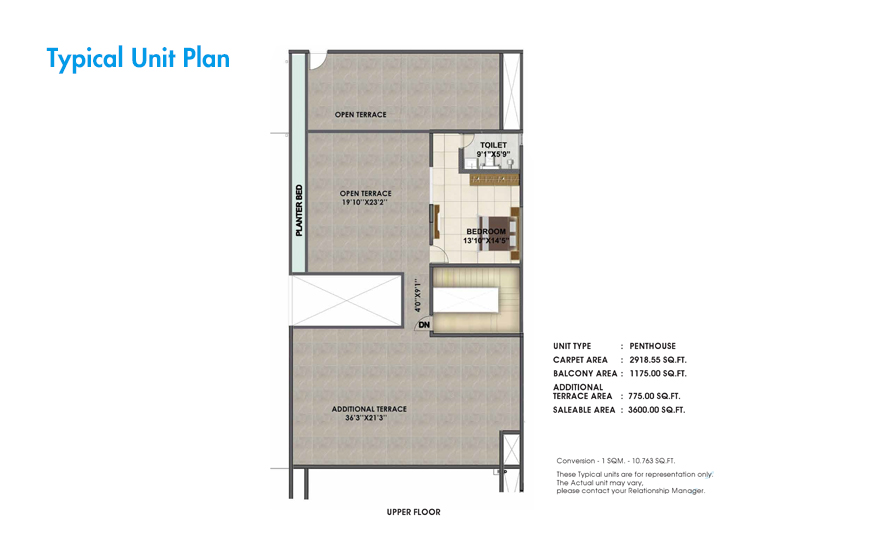 Typical Unit Plan
OPEN TERRACE
TOILET
9'1"X5'9"
OPEN TERRACE
19'10''X23'2''
PLANTER BED
BEDROOM
13'10"X14'5"
4'0''X9'1''
DN
ADDITIONAL TERRACE
36'3''X21'3''
UPPER FLOOR
UNIT TYPE : PENTHOUSE
CARPET AREA : 2918.55 SQ.FT.
BALCONY AREA : 1175.00 SQ.FT.
ADDITIONAL
TERRACE AREA : 775.00 SQ.FT.
SALEABLE AREA : 3600.00 SQ.FT.
Conversion - 1 SQM. - 10.763 SQ.FT.
These Typical units are for representation only.
The Actual unit may vary,
please contact your Relationship Manager.